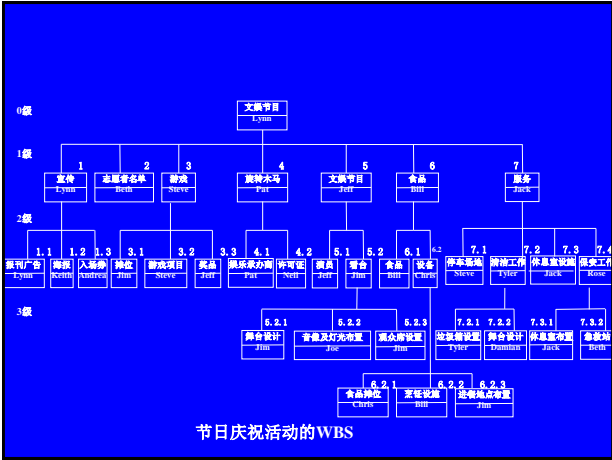 0级
文娱节目
Lynn
1级
1
2
3
4
5
6
7
宣传
Lynn
志愿者名单
Beth
游戏
Steve
旋转木马
Pat
文娱节目
Jeff
食品
Bill
服务
Jack
2级
1.1
1.2
1.3
3.1
3.2
3.3
4.1
4.2
5.1
5.2
6.1
6.2
7.1
7.2
7.3
7.4
报刊广告
Lynn
海报
Keith
入场券
Andrea
摊位
Jim
游戏项目
Steve
奖品
Jeff
娱乐承办商
Pat
许可证
Neil
演员
Jeff
看台
Jim
食品
Bill
设备
Chris
停车场地
Steve
清洁工作
Tyler
休息室设施
Jack
保安工作
Rose
3级
5.2.1
5.2.2
5.2.3
7.2.1
7.2.2
7.3.1
7.3.2
舞台设计
Jim
音像及灯光布置
Joe
观众席设置
Jim
垃圾箱设置
Tyler
舞台设计
Damian
休息室布置
Jack
急救站
Beth
6.2.1
6.2.2
6.2.3
食品摊位
Chris
烹饪设施
Bill
进餐地点布置
Jim
节日庆祝活动的WBS